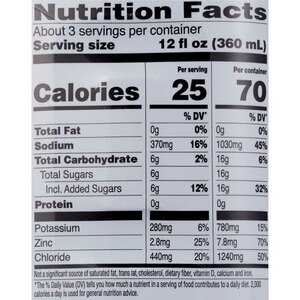 Nutrition Facts
About 3 servings per container
Serving size 12 fl oz (360 mL)
Per serving Per container
Calories 25 70
% DV* % DV*
Total Fat 0g 0% 0g 0%
Sodium 370mg 16% 1030mg 45%
Total Carbohydrate 6g 2% 16g 6%
Total Sugars 6g 16g
Incl. Added Sugars 6g 12% 16g 32%
Protein 0g 0g
Potassium 280mg 6% 780mg 15%
Zinc 2.8mg 25% 7.8mg 70%
Chloride 440mg 20% 1240mg 50%
Not a significant source of saturated fat, trans fat, cholesterol, dietary fiber, vitamin D, calcium and iron.
*The % Daily Value (DV) tells you how much a nutrient in a serving of food contributes to a daily diet. 2,000
calories a day is used for general nutrition advice.